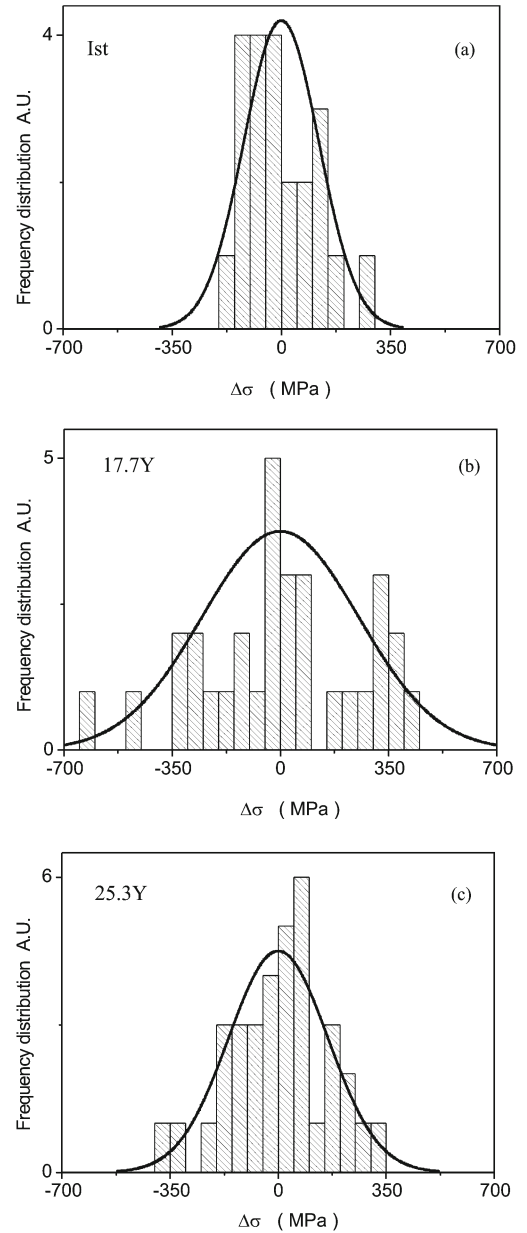 4
Ist
(a)
Frequency distribution A.U.
0
-700
-350
0
350
700
Δσ ( MPa )
5
17.7Y
(b)
Frequency distribution A.U.
0
-700
-350
0
350
700
Δσ ( MPa )
6
25.3Y
(c)
Frequency distribution A.U.
0
-700
-350
0
350
700
Δσ ( MPa )